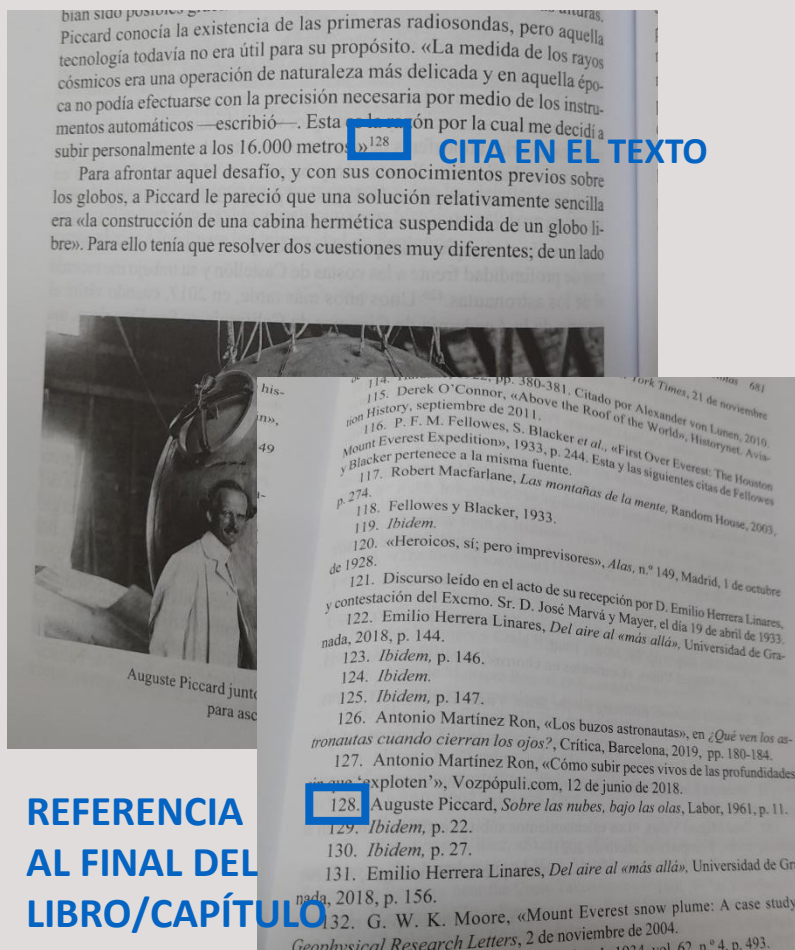 bían sido posibles
Piccard conocía la existencia de las primeras radiosondas, pero aquella
tecnología todavía no era útil para su propósito. «La medida de los rayos
cósmicos era una operación de naturaleza más delicada y en aquella épo-
ca no podía efectuarse con la precisión necesaria por medio de los instru-
mentos automáticos —escribió—. Esta es la razón por la cual me decidí a
subir personalmente a los 16.000 metros.»128
CITA EN EL TEXTO
Para afrontar aquel desafío, y con sus conocimientos previos sobre
los globos, a Piccard le pareció que una solución relativamente sencilla
era «la construcción de una cabina hermética suspendida de un globo li-
bre». Para ello tenía que resolver dos cuestiones muy diferentes; de un lado
Auguste Piccard junto
para asc
his-
49
681
114. pp. 380-381. Citado por Alexander von Lunen, 2010.
York Times, 21 de noviembre
115. Derek O’Connor, «Above the Roof of the World», Historynet. Avia-
tion History, septiembre de 2011.
116. P. F. M. Fellowes, S. Blacker et al., «First Over Everest: The Houston
Mount Everest Expedition», 1933, p. 244. Esta y las siguientes citas de Fellowes
y Blacker pertenece a la misma fuente.
117. Robert Macfarlane, Las montañas de la mente, Random House, 2003,
p. 274.
118. Fellowes y Blacker, 1933.
119. Ibidem.
120. «Heroicos, sí; pero imprevisores», Alas, n.º 149, Madrid, 1 de octubre
de 1928.
121. Discurso leído en el acto de su recepción por D. Emilio Herrera Linares,
y contestación del Excmo. Sr. D. José Marvá y Mayer, el día 19 de abril de 1933.
122. Emilio Herrera Linares, Del aire al «más allá», Universidad de Gra-
nada, 2018, p. 144.
123. Ibidem, p. 146.
124. Ibidem.
125. Ibidem, p. 147.
126. Antonio Martínez Ron, «Los buzos astronautas», en ¿Qué ven los as-
tronautas cuando cierran los ojos?, Crítica, Barcelona, 2019, pp. 180-184.
127. Antonio Martínez Ron, «Cómo subir peces vivos de las profundidades
sin que ‘exploten’», Vozpópuli.com, 12 de junio de 2018.
128. Auguste Piccard, Sobre las nubes, bajo las olas, Labor, 1961, p. 11.
129. Ibidem, p. 22.
130. Ibidem, p. 27.
131. Emilio Herrera Linares, Del aire al «más allá», Universidad de Gra
nada, 2018, p. 156.
132. G. W. K. Moore, «Mount Everest snow plume: A case study
Geophysical Research Letters, 2 de noviembre de 2004.
1924, vol. 62, n.º 4, p. 493.
REFERENCIA
AL FINAL DEL
LIBRO/CAPÍTULO